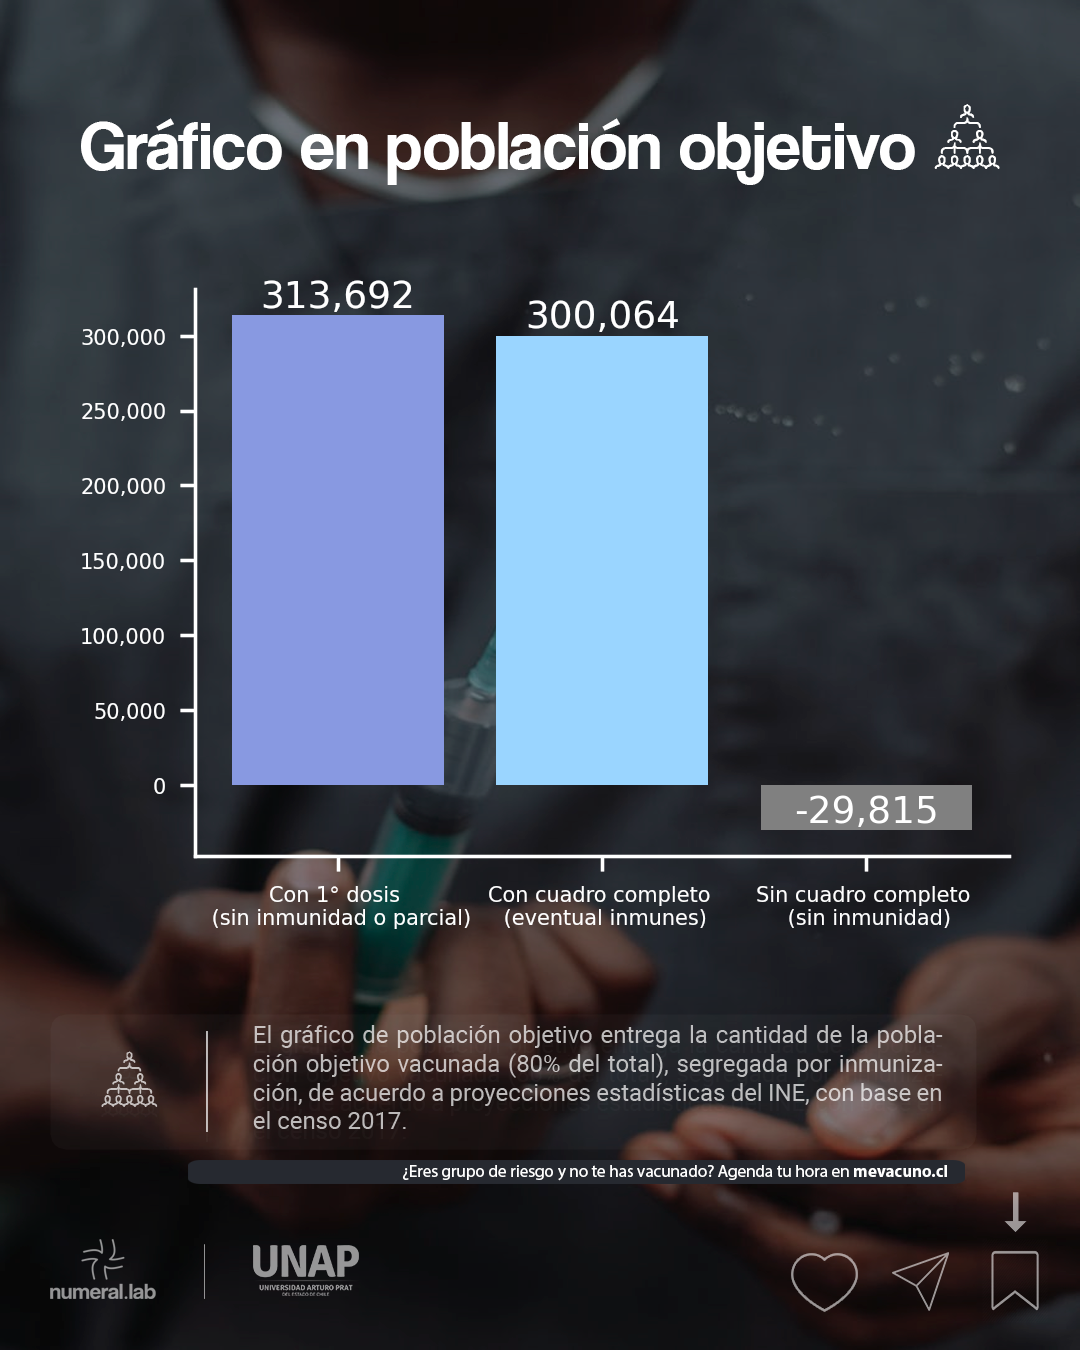 Gráfico en población objetivo
313,692
300,064
300,000
250,000
200,000
150,000
100,000
50,000
0
-29,815
Con 1° dosis
(sin inmunidad o parcial)
Con cuadro completo
(eventual inmunes)
Sin cuadro completo
(sin inmunidad)
El gráfico de población objetivo entrega la cantidad de la pobla-
ción objetivo vacunada (80% del total), segregada por inmuniza-
ción, de acuerdo a proyecciones estadísticas del INE, con base en
el censo 2017.
¿Eres grupo de riesgo y no te has vacunado? Agenda tu hora en mevacuno.cl
numeral.lab
UNAP
UNIVERSIDAD ARTURO PRAT
DEL ESTADO DE CHILE